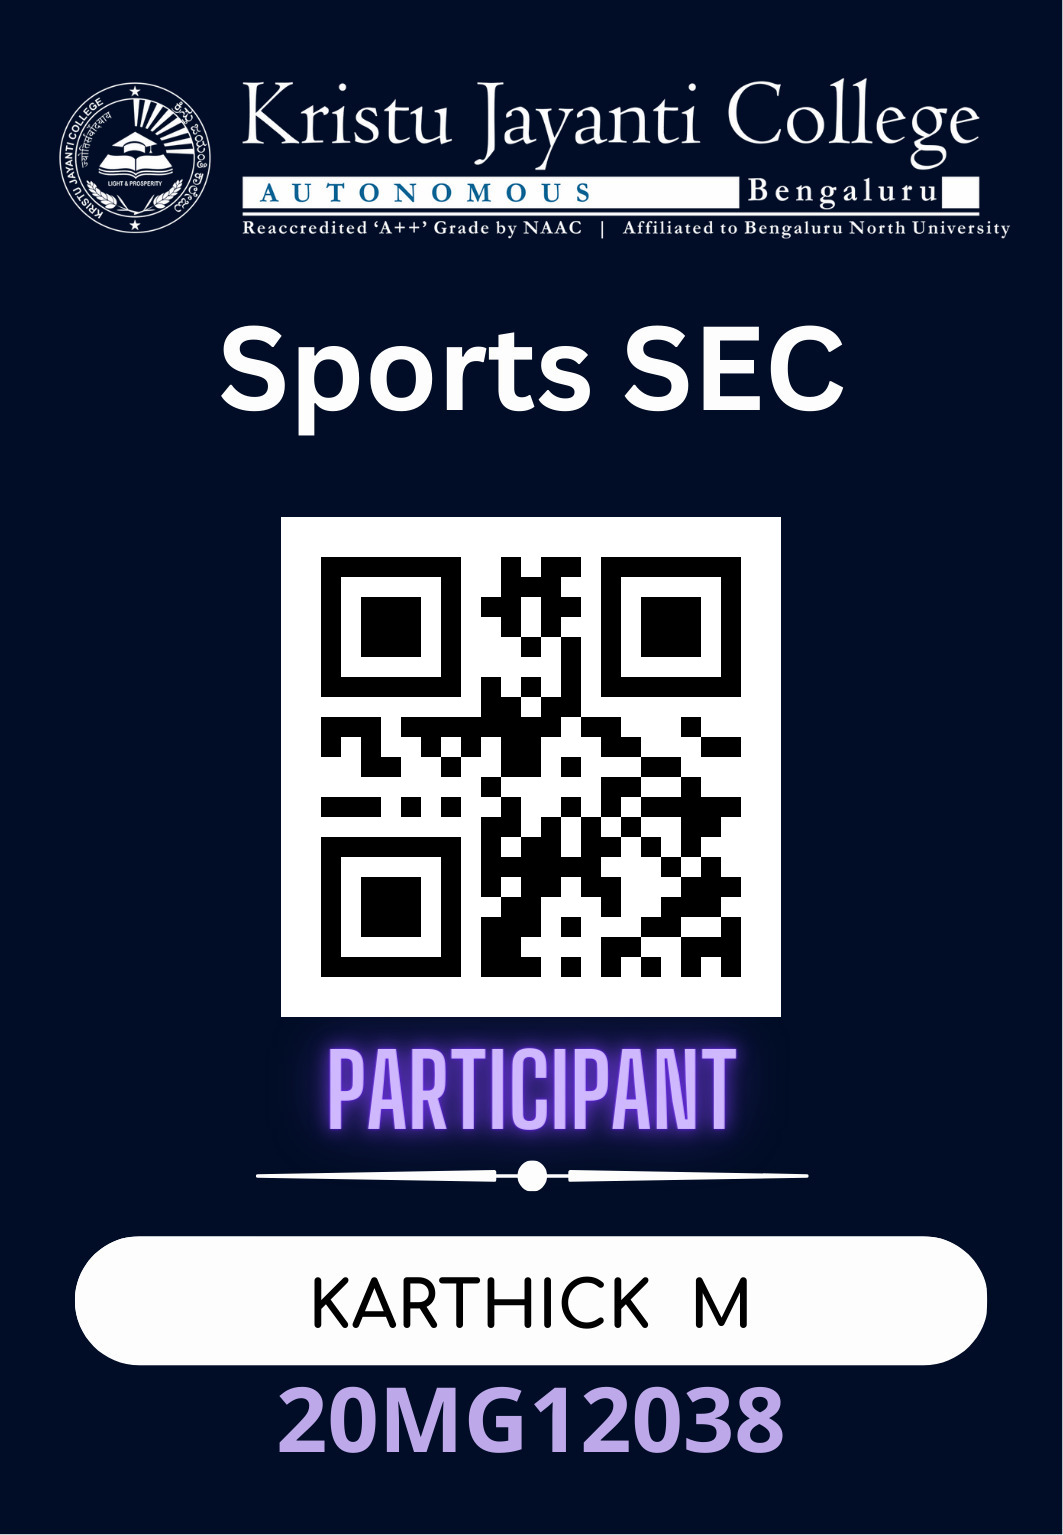 KRISTU JAYANTI COLLEGE
ಕ್ರಿಸ್ತು ಜಯಂತಿ ಕಾಲೇಜು
LIGHT & PROSPERITY
Kristu Jayanti College
AUTONOMOUS Bengaluru
Reaccredited ‘A++’ Grade by NAAC | Affiliated to Bengaluru North University
Sports SEC
PARTICIPANT
KARTHICK M
20MG12038